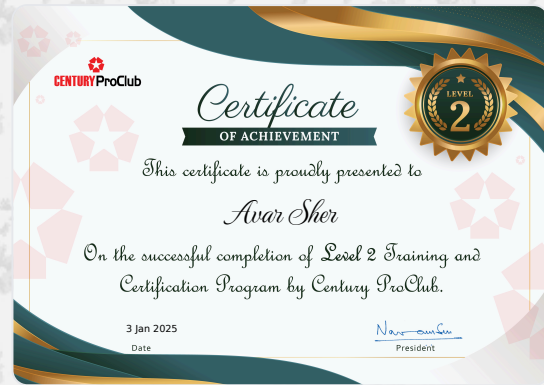 CENTURY ProClub
Certificate
OF ACHIEVEMENT
LEVEL
2
This certificate is proudly presented to
Avar Sher
On the successful completion of Level 2 Training and
Certification Program by Century ProClub.
3 Jan 2025
Date
President